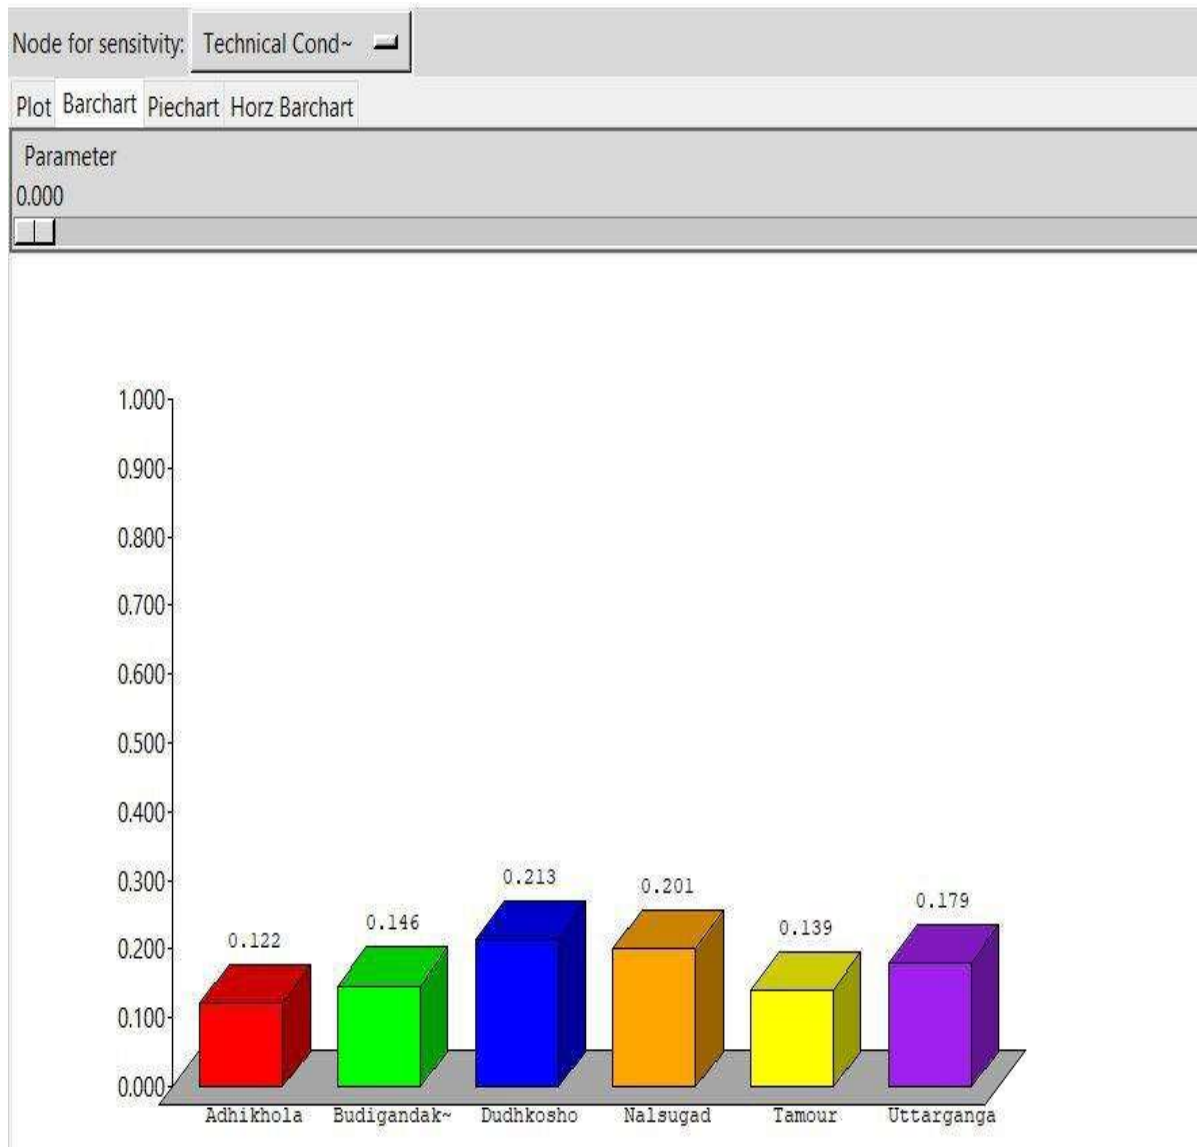 Node for sensitvity: Technical Cond~
Plot Barchart Piechart Horz Barchart
Parameter
0.000
1.000
0.900
0.800
0.700
0.600
0.500
0.400
0.300
0.200
0.100
0.000
0.122 0.146 0.213 0.201 0.139 0.179
Adhikhola Budigandak~ Dudhkosho Nalsugad Tamour Uttarganga